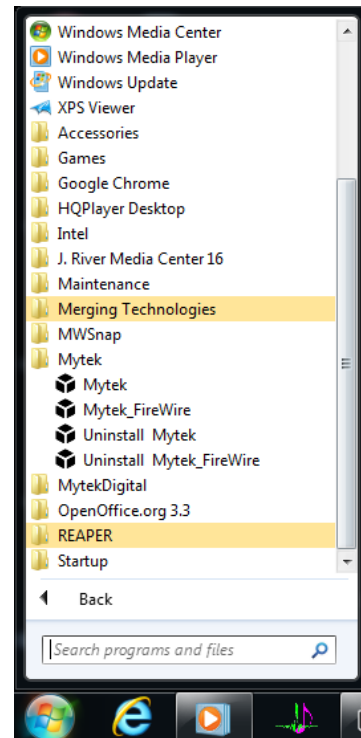 Windows Media Center
Windows Media Player
Windows Update
XPS Viewer
Accessories
Games
Google Chrome
HQPlayer Desktop
Intel
J. River Media Center 16
Maintenance
Merging Technologies
MWSnap
Mytek
Mytek
Mytek_FireWire
Uninstall Mytek
Uninstall Mytek_FireWire
MytekDigital
OpenOffice.org 3.3
REAPER
Startup
Back
Search programs and files